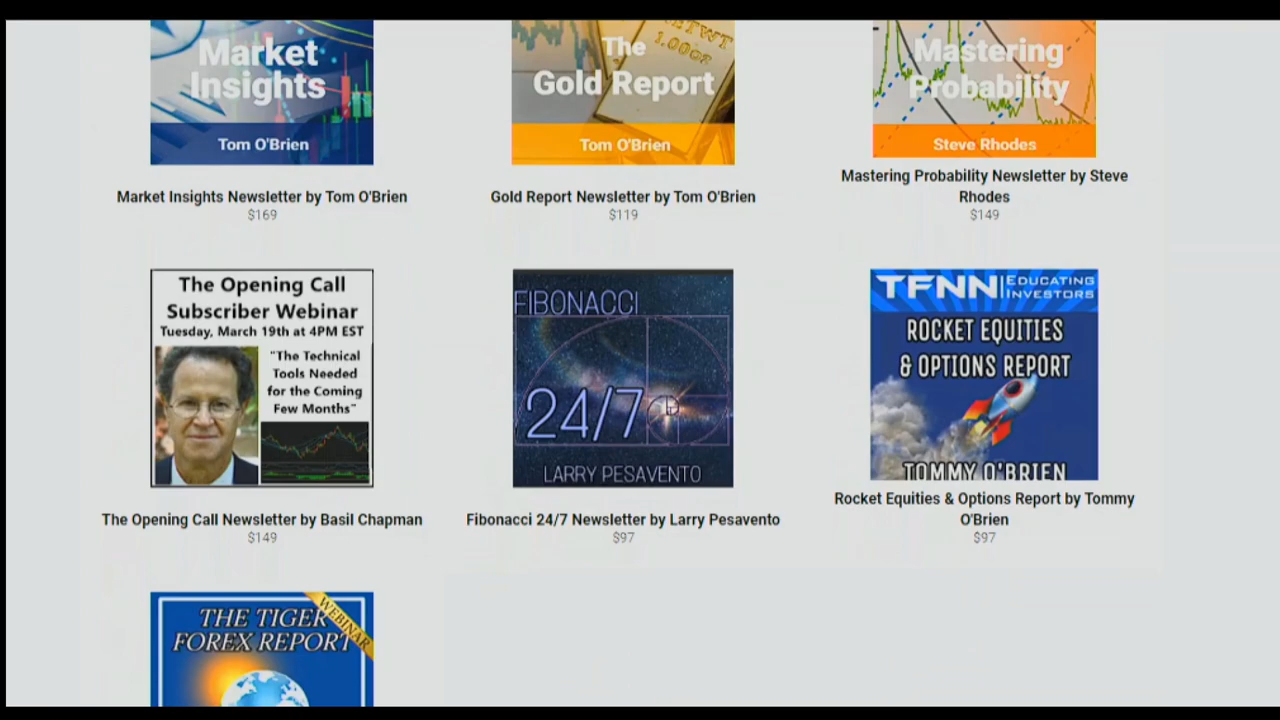 Market
Insights
Tom O'Brien
Market Insights Newsletter by Tom O'Brien
$169
NETWT
1.00oz
The
Gold Report
Tom O'Brien
Gold Report Newsletter by Tom O'Brien
$119
Mastering
Probability
Steve Rhodes
Mastering Probability Newsletter by Steve
Rhodes
$149
The Opening Call
Subscriber Webinar
Tuesday, March 19th at 4PM EST
"The Technical
Tools Needed
for the Coming
Few Months"
The Opening Call Newsletter by Basil Chapman
$149
FIBONACCI
24/7
LARRY PESAVENTO
Fibonacci 24/7 Newsletter by Larry Pesavento
$97
TFNN EDUCATING
INVESTORS
ROCKET EQUITIES
& OPTIONS REPORT
TOMMY O'BRIEN
Rocket Equities & Options Report by Tommy
O'Brien
$97
THE TIGER
FOREX REPORT
WEBINAR